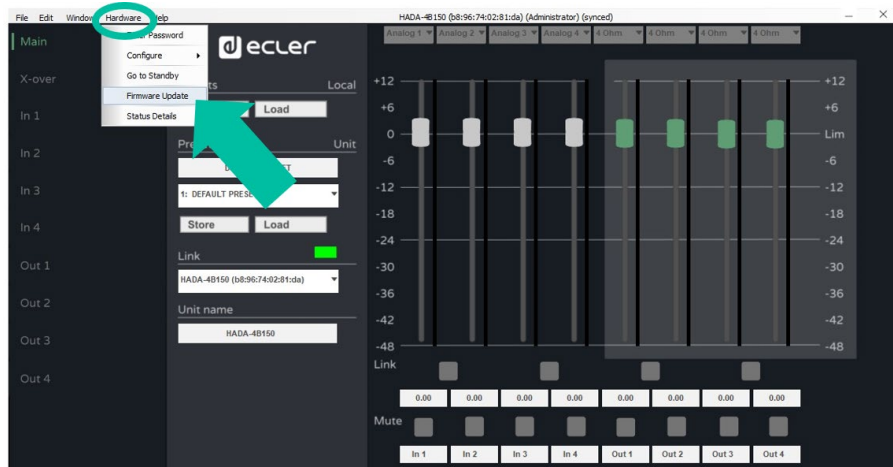 File Edit Window Hardware Help
HADA-4B150 (b8:96:74:02:81:da) (Administrator) (synced)
Password
Configure
Go to Standby
Firmware Update
Status Details
ecler
Main
X-over
In 1
In 2
In 3
In 4
Out 1
Out 2
Out 3
Out 4
Local
Load
Unit
1: DEFAULT
Store Load
Link
HADA-4B150 (b8:96:74:02:81:da)
Unit name
HADA-4B150
Analog 1 Analog 2 Analog 3 Analog 4 4 Ohm 4 Ohm 4 Ohm 4 Ohm
+12 +12
+6 +6
0 Lim
-6 -6
-12 -12
-18 -18
-24 -24
-30 -30
-36 -36
-42 -42
-48 -48
Link
0.00 0.00 0.00 0.00 0.00 0.00 0.00 0.00
Mute
In 1 In 2 In 3 In 4 Out 1 Out 2 Out 3 Out 4